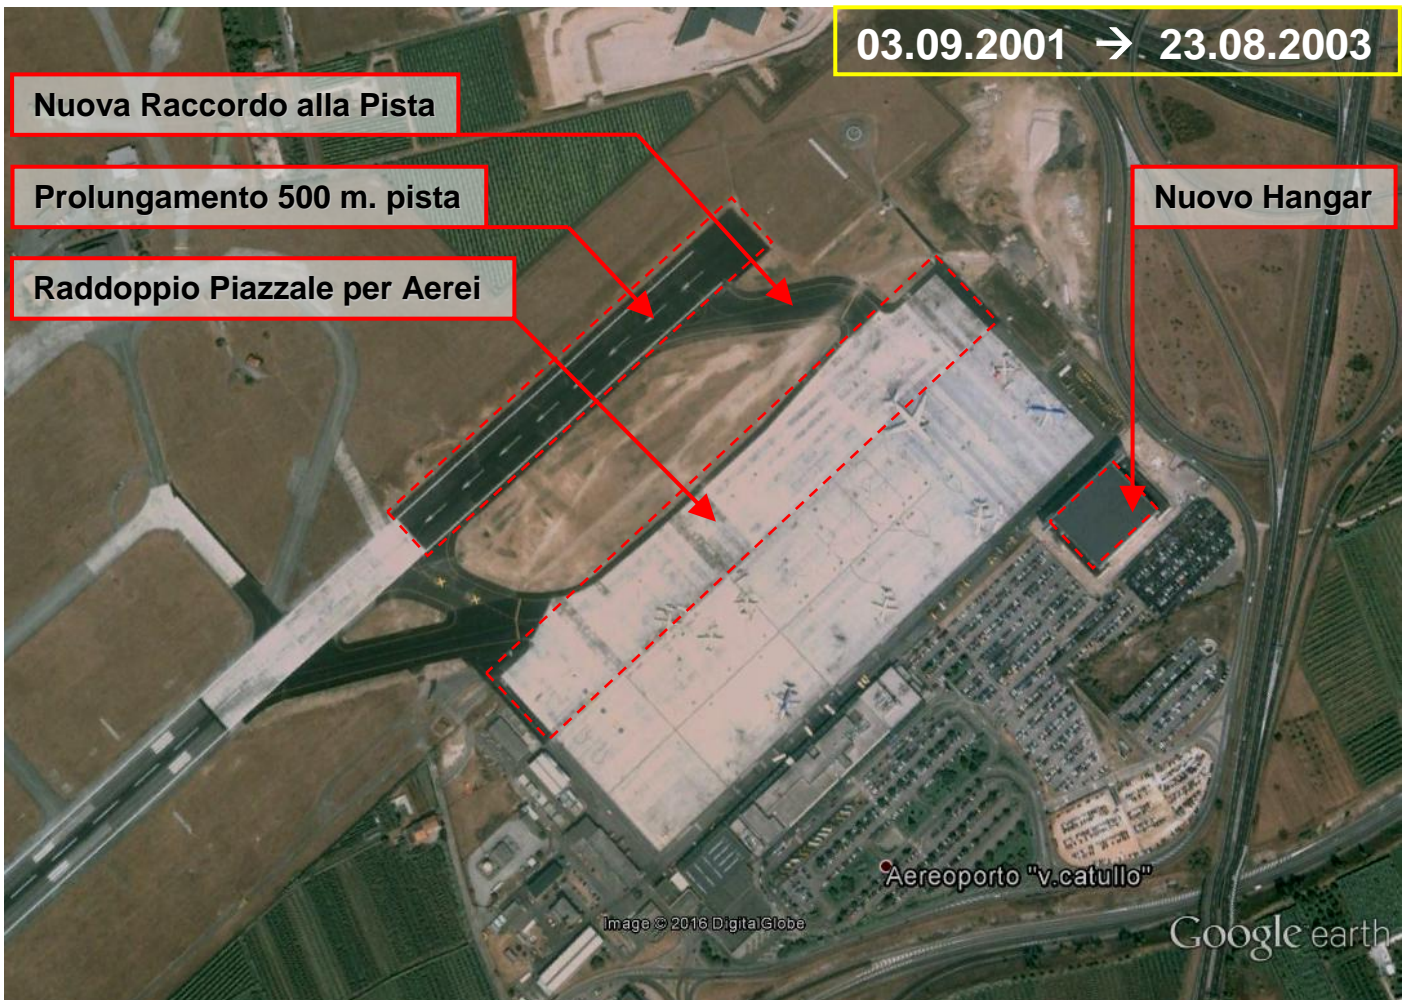 03.09.2001 → 23.08.2003
Nuova Raccordo alla Pista
Prolungamento 500 m. pista
Nuovo Hangar
Raddoppio Piazzale per Aerei
Aereoporto "v.catullo"
Image © 2016 DigitalGlobe
Google earth